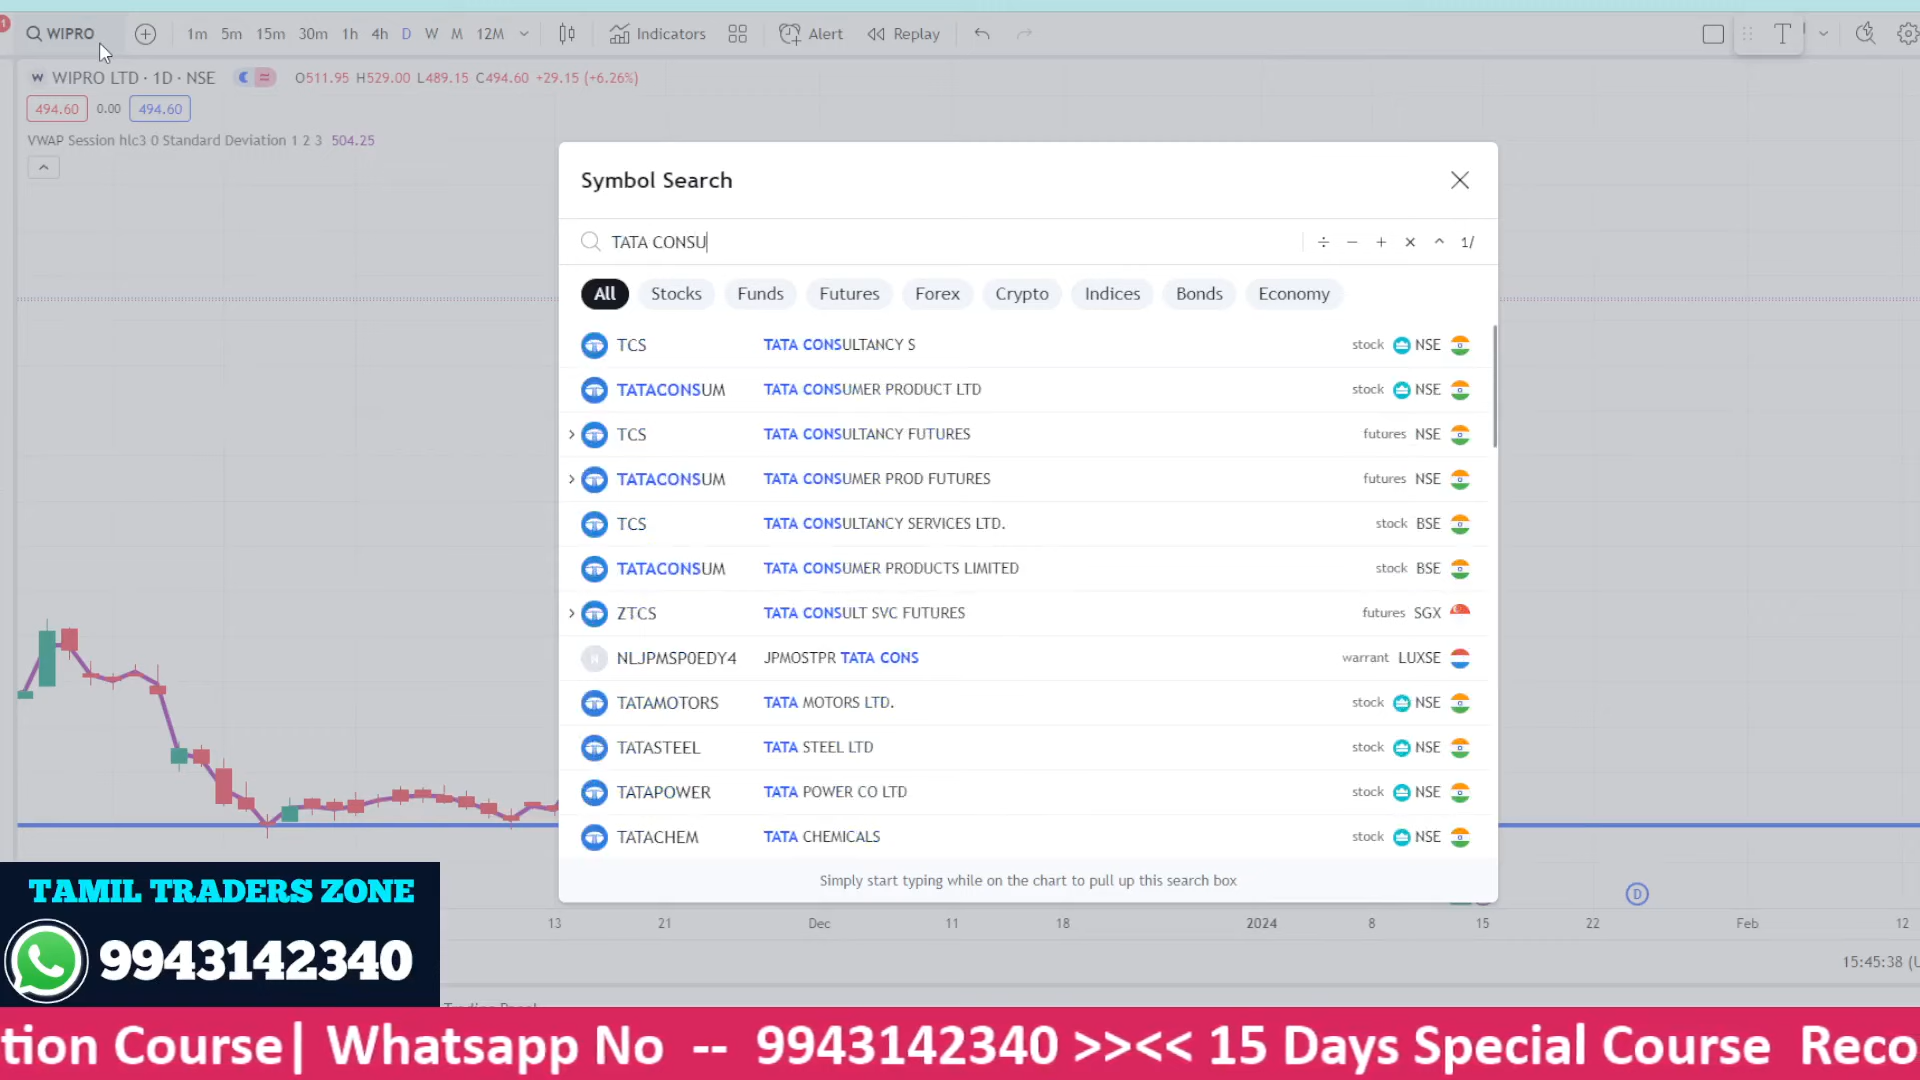 WIPRO 1m 5m 15m 30m 1h 4h D W M 12M Indicators Alert Replay
WIPRO LTD · 1D · NSE O511.95 H529.00 L489.15 C494.60 +29.15 (+6.26%)
494.60 0.00 494.60
VWAP Session hlc3 0 Standard Deviation 1 2 3 504.25
Symbol Search
TATA CONSU ÷ − + × ^ 1/
All Stocks Funds Futures Forex Crypto Indices Bonds Economy
TCS TATA CONSULTANCY S stock NSE
TATACONSUM TATA CONSUMER PRODUCT LTD stock NSE
TCS TATA CONSULTANCY FUTURES futures NSE
TATACONSUM TATA CONSUMER PROD FUTURES futures NSE
TCS TATA CONSULTANCY SERVICES LTD. stock BSE
TATACONSUM TATA CONSUMER PRODUCTS LIMITED stock BSE
ZTCS TATA CONSULT SVC FUTURES futures SGX
N NLJPMSP0EDY4 JPMOSTPR TATA CONS warrant LUXSE
TATAMOTORS TATA MOTORS LTD. stock NSE
TATASTEEL TATA STEEL LTD stock NSE
TATAPOWER TATA POWER CO LTD stock NSE
TATACHEM TATA CHEMICALS stock NSE
Simply start typing while on the chart to pull up this search box
D
13 21 Dec 11 18 2024 8 15 22 Feb 12
15:45:38 (U
TAMIL TRADERS ZONE
9943142340
tion Course| Whatsapp No -- 9943142340 >><< 15 Days Special Course Reco